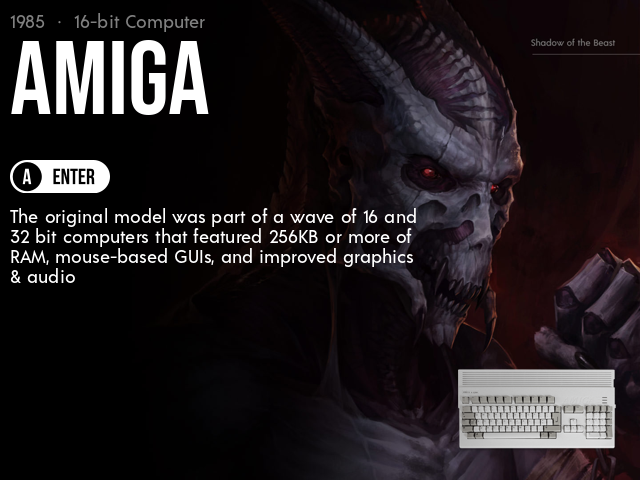 1985 · 16-bit Computer
AMIGA
Shadow of the Beast
A ENTER
The original model was part of a wave of 16 and
32 bit computers that featured 256KB or more of
RAM, mouse-based GUIs, and improved graphics
& audio